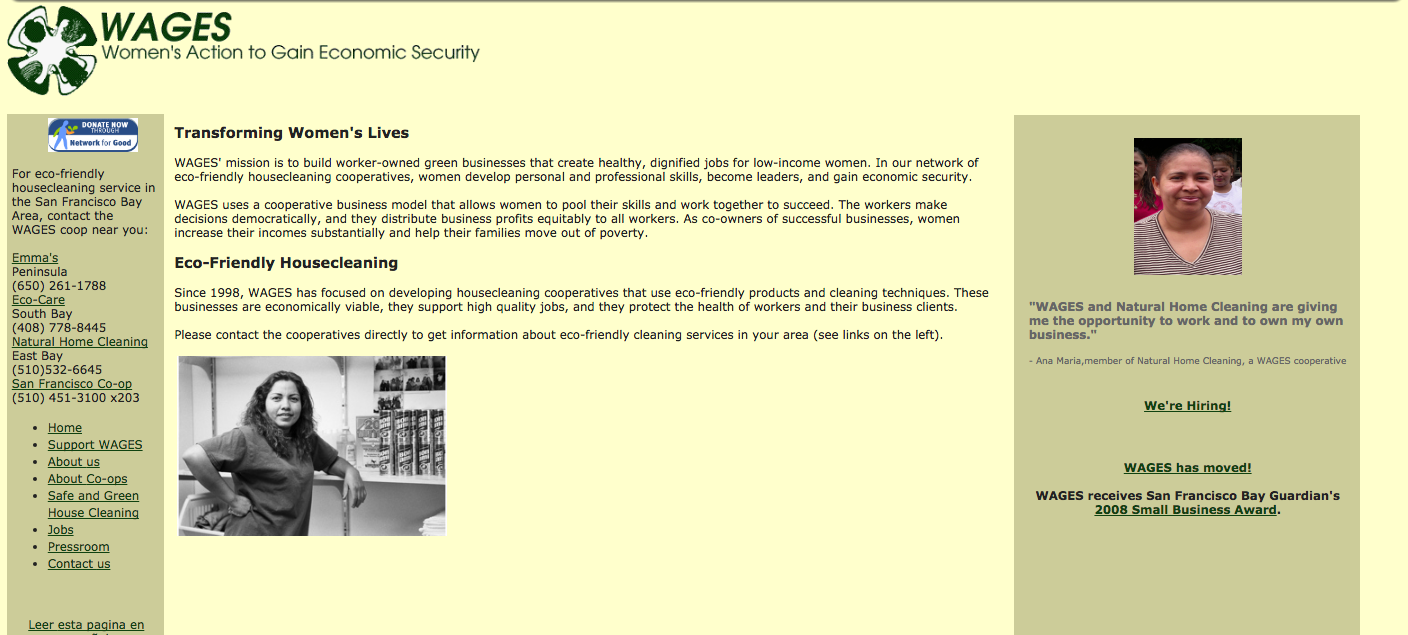 WAGES
Women's Action to Gain Economic Security
DONATE NOW
THROUGH
Network for Good
For eco-friendly
housecleaning service in
the San Francisco Bay
Area, contact the
WAGES coop near you:
Emma's
Peninsula
(650) 261-1788
Eco-Care
South Bay
(408) 778-8445
Natural Home Cleaning
East Bay
(510)532-6645
San Francisco Co-op
(510) 451-3100 x203
• Home
• Support WAGES
• About us
• About Co-ops
• Safe and Green
House Cleaning
• Jobs
• Pressroom
• Contact us
Leer esta pagina en
Transforming Women's Lives
WAGES' mission is to build worker-owned green businesses that create healthy, dignified jobs for low-income women. In our network of
eco-friendly housecleaning cooperatives, women develop personal and professional skills, become leaders, and gain economic security.
WAGES uses a cooperative business model that allows women to pool their skills and work together to succeed. The workers make
decisions democratically, and they distribute business profits equitably to all workers. As co-owners of successful businesses, women
increase their incomes substantially and help their families move out of poverty.
Eco-Friendly Housecleaning
Since 1998, WAGES has focused on developing housecleaning cooperatives that use eco-friendly products and cleaning techniques. These
businesses are economically viable, they support high quality jobs, and they protect the health of workers and their business clients.
Please contact the cooperatives directly to get information about eco-friendly cleaning services in your area (see links on the left).
"WAGES and Natural Home Cleaning are giving
me the opportunity to work and to own my own
business."
- Ana Maria,member of Natural Home Cleaning, a WAGES cooperative
We're Hiring!
WAGES has moved!
WAGES receives San Francisco Bay Guardian's
2008 Small Business Award.